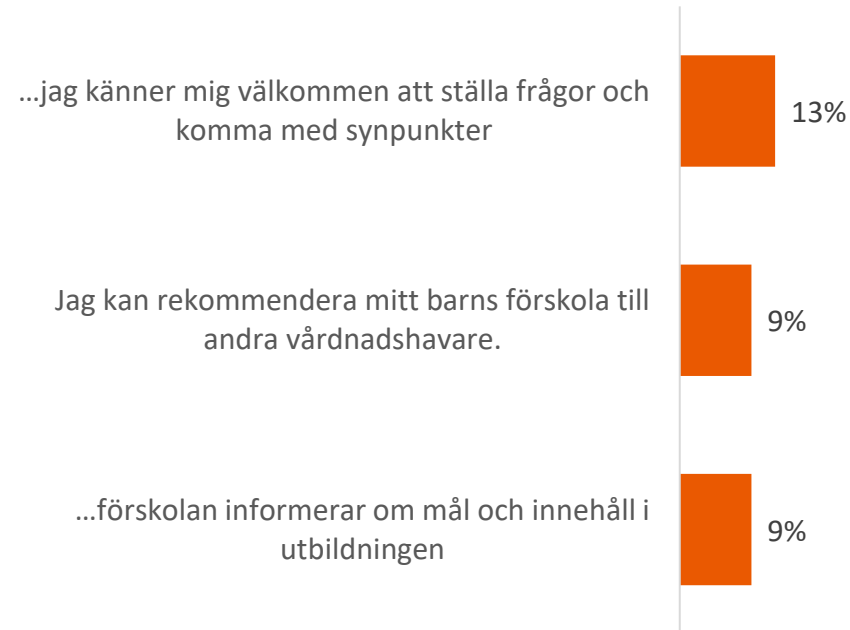 ...jag känner mig välkommen att ställa frågor och
komma med synpunkter
13%
Jag kan rekommendera mitt barns förskola till
andra vårdnadshavare.
9%
...förskolan informerar om mål och innehåll i
utbildningen
9%